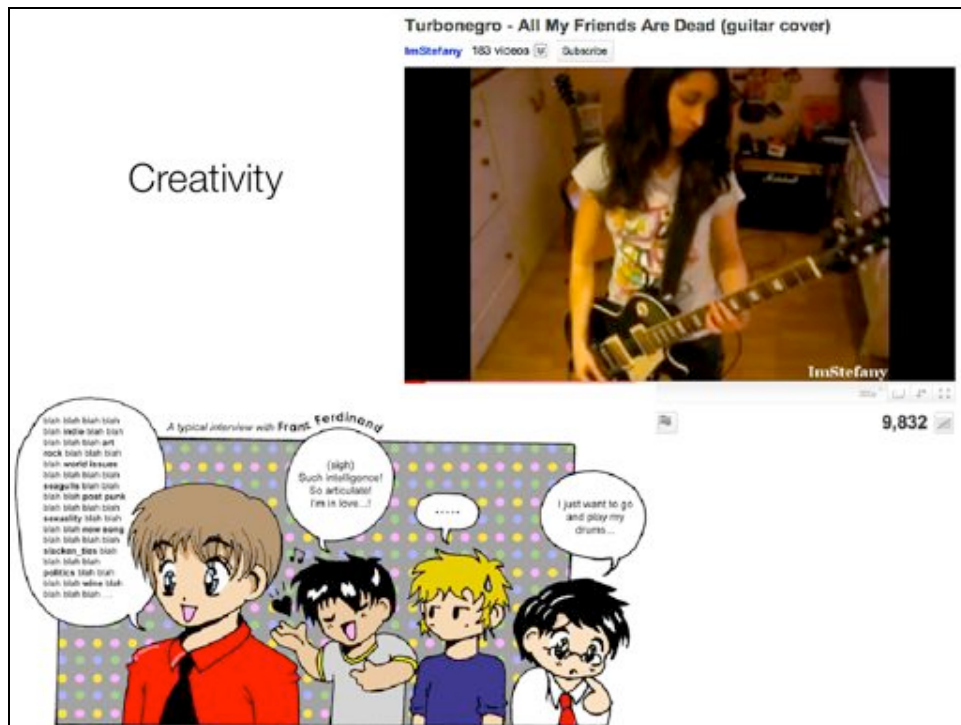 Turbonegro - All My Friends Are Dead (guitar cover)
ImStefany 183 videos Subscribe
Creativity
Marshall
ImStefany
9,832
A typical interview with Franz Ferdinand
blah blah blah blah
blah indie blah blah
blah blah blah art
rock blah blah blah
blah world issues
blah blah blah blah
seagulls blah blah
blah blah post punk
blah blah blah blah
sexuality blah blah
blah blah new song
blah blah blah blah
slacken_ties blah
blah blah blah
politics blah blah
blah blah wine blah
blah blah blah ....
(sigh)
Such intelligence!
So articulate!
I'm in love...!
.....
I just want to go
and play my
drums...